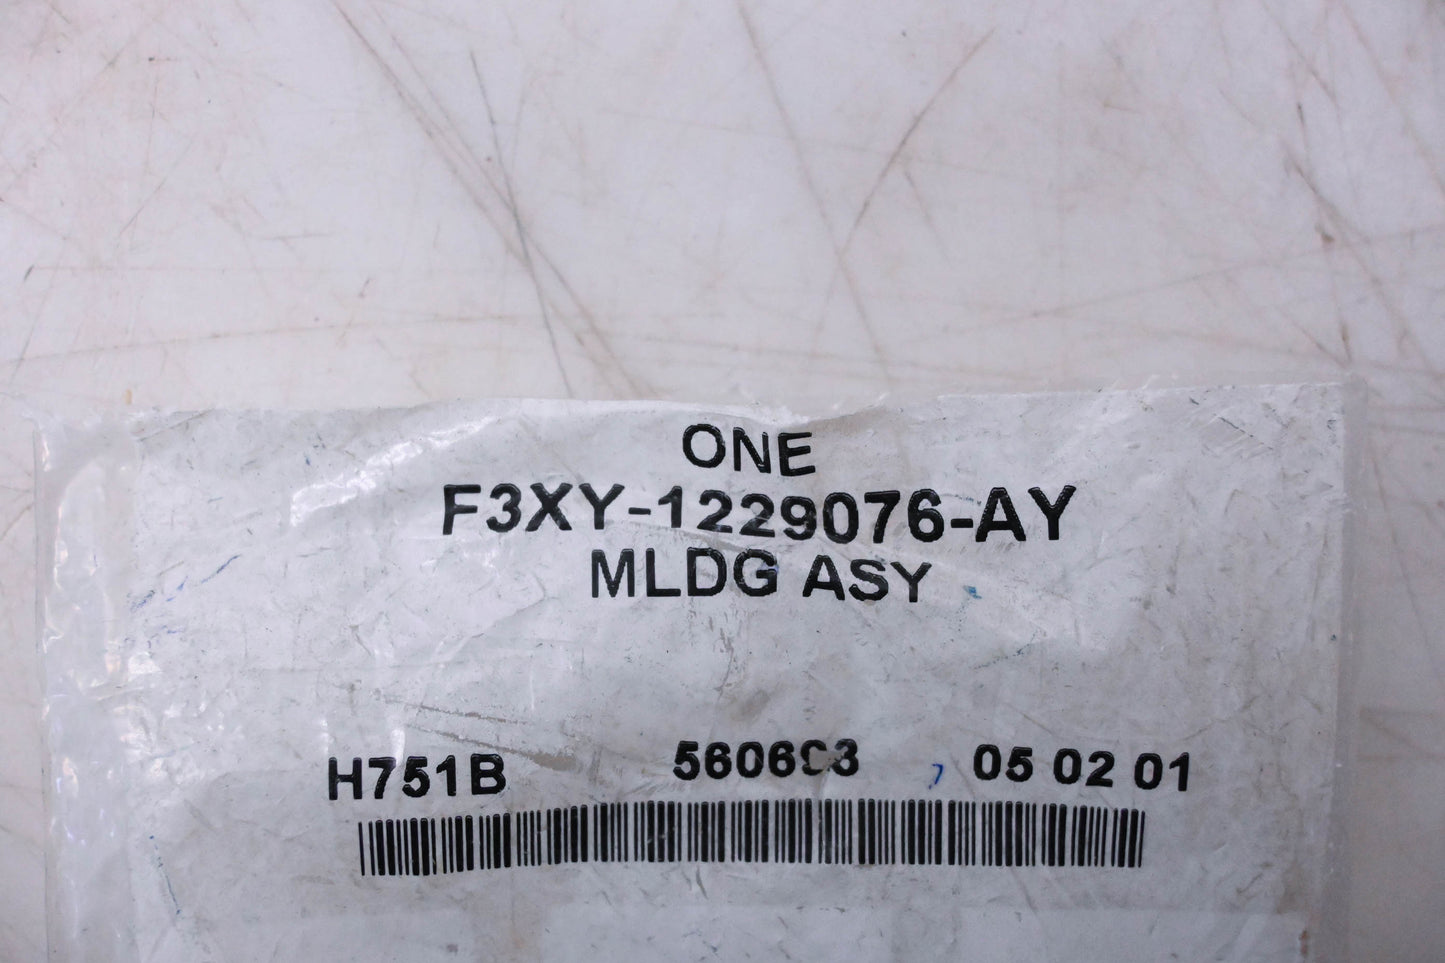 ONE
F3XY-1229076-AY
MLDG ASY
H751B 05 02 01